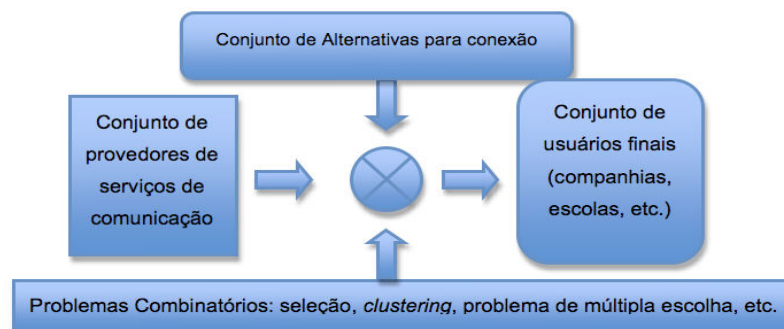 Conjunto de Alternativas para conexão
Conjunto de
provedores de
serviços de
comunicação
Conjunto de
usuários finais
(companhias,
escolas, etc.)
Problemas Combinatórios: seleção, clustering, problema de múltipla escolha, etc.